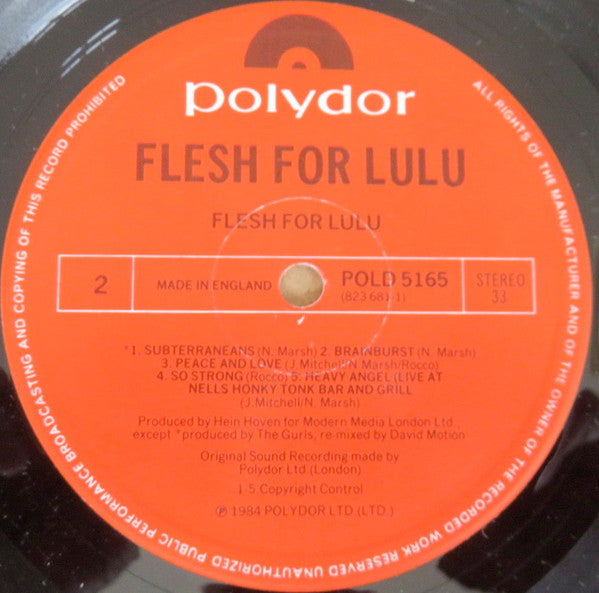 polydor
FLESH FOR LULU
FLESH FOR LULU
2
MADE IN ENGLAND
POLD 5165
(823 681-1)
STEREO
33
*1. SUBTERRANEANS (N. Marsh) 2. BRAINBURST (N. Marsh)
3. PEACE AND LOVE (J Mitchell/N Marsh/Rocco)
4. SO STRONG (Rocco) 5. HEAVY ANGEL (LIVE AT
NELLS HONKY TONK BAR AND GRILL
(J.Mitchell/N. Marsh)
Produced by Hein Hoven for Modern Media London Ltd.,
except *produced by The Gurls, re-mixed by David Motion
Original Sound Recording made by
Polydor Ltd (London)
1-5 Copyright Control
℗ 1984 POLYDOR LTD (LTD.)
ALL RIGHTS OF THE MANUFACTURER AND OF THE OWNER OF THE RECORDED WORK RESERVED UNAUTHORIZED PUBLIC PERFORMANCE BROADCASTING AND COPYING OF THIS RECORD PROHIBITED